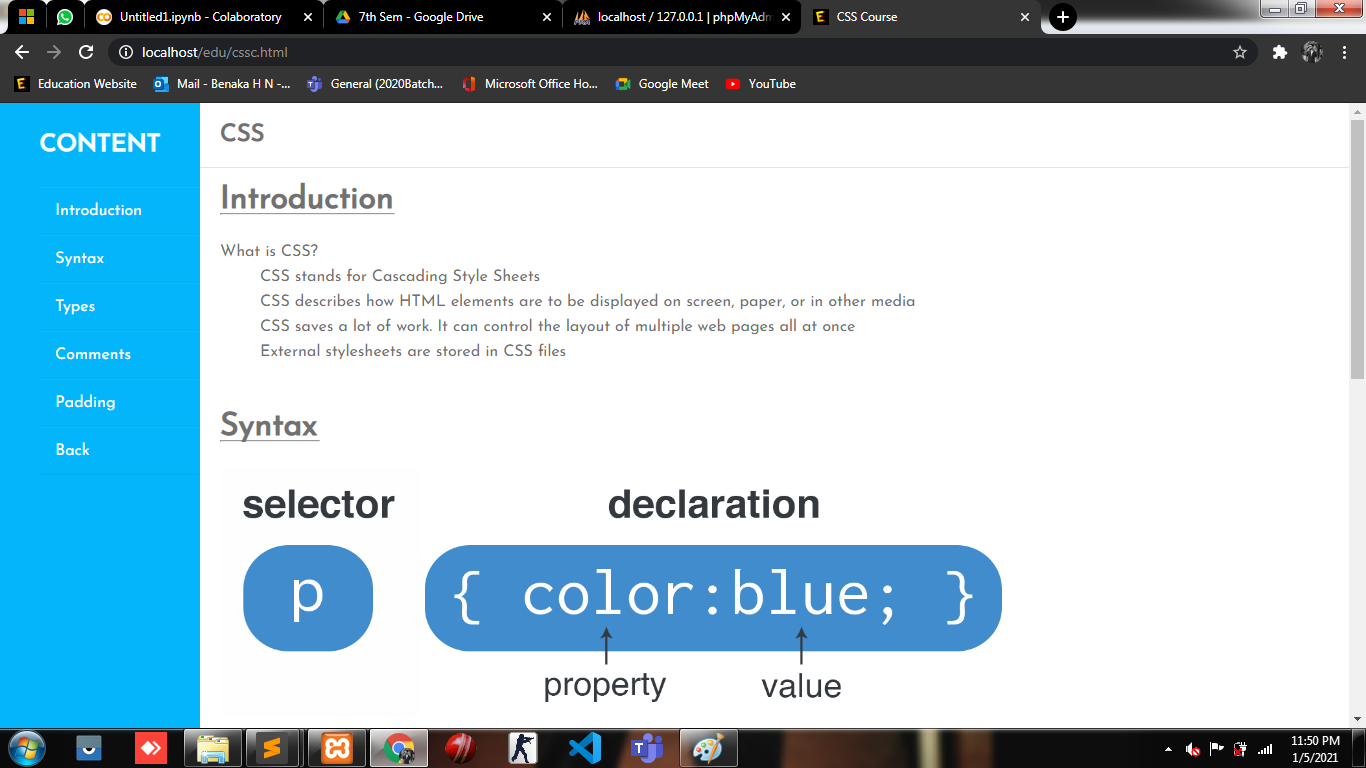 Untitled1.ipynb - Colaboratory
7th Sem - Google Drive
localhost / 127.0.0.1 | phpMyAdm
CSS Course
localhost/edu/cssc.html
E Education Website
Mail - Benaka H N -...
General (2020Batch...
Microsoft Office Ho...
Google Meet
YouTube
CONTENT
Introduction
Syntax
Types
Comments
Padding
Back
CSS
Introduction
What is CSS?
CSS stands for Cascading Style Sheets
CSS describes how HTML elements are to be displayed on screen, paper, or in other media
CSS saves a lot of work. It can control the layout of multiple web pages all at once
External stylesheets are stored in CSS files
Syntax
selector
declaration
p
{ color:blue; }
property
value
11:50 PM
1/5/2021